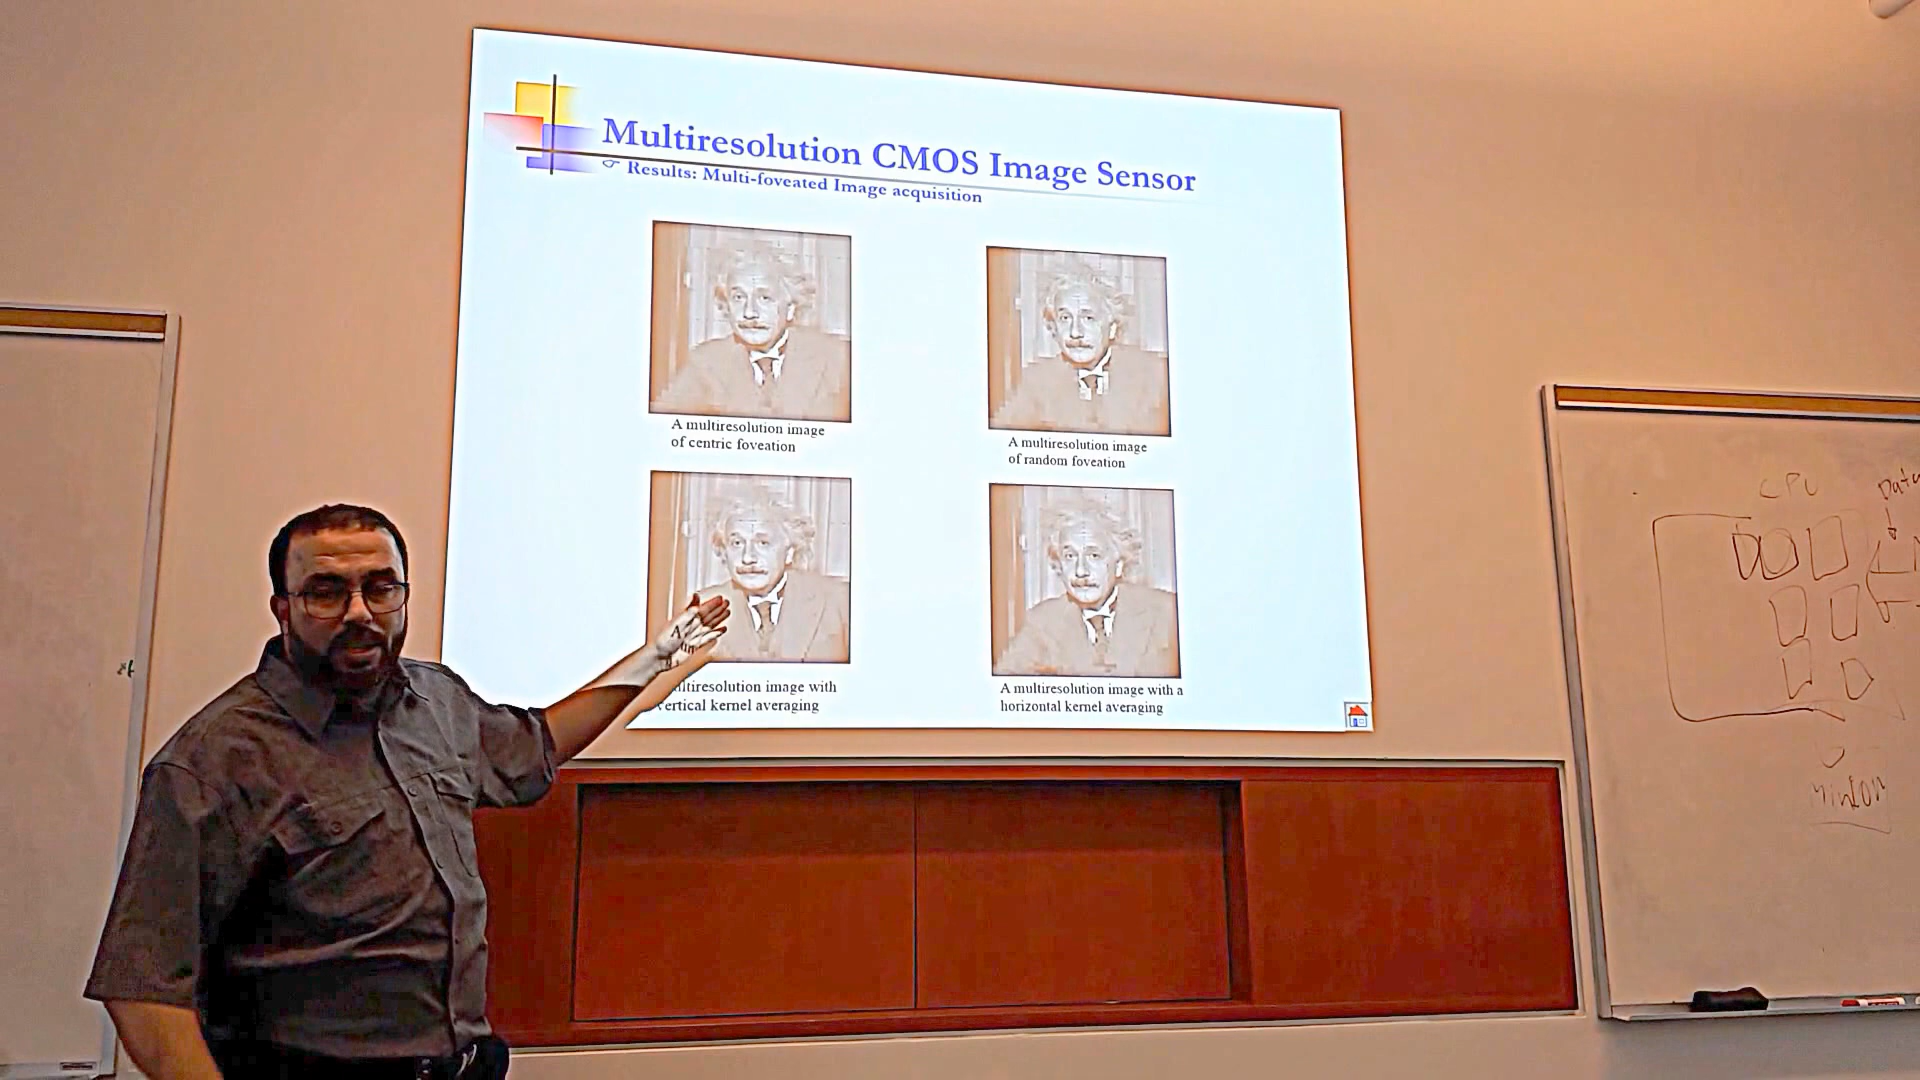 Multiresolution CMOS Image Sensor
☞ Results: Multi-foveated Image acquisition
A multiresolution image
of centric foveation
A multiresolution image
of random foveation
image with
vertical kernel averaging
A multiresolution image with a
horizontal kernel averaging
CPU
Data